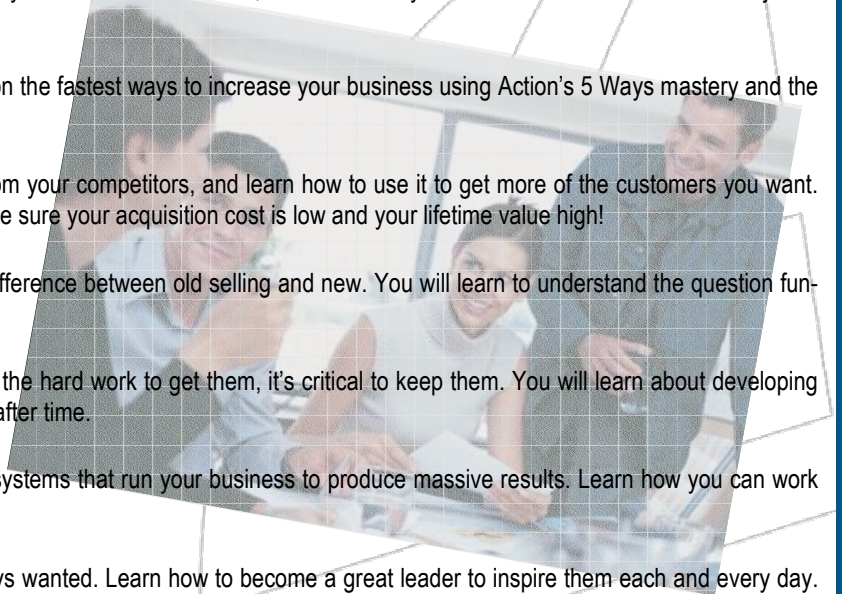 on the fastest ways to increase your business using Action's 5 Ways mastery and the
om your competitors, and learn how to use it to get more of the customers you want.
e sure your acquisition cost is low and your lifetime value high!
ifference between old selling and new. You will learn to understand the question fun-
the hard work to get them, it's critical to keep them. You will learn about developing
after time.
systems that run your business to produce massive results. Learn how you can work
ys wanted. Learn how to become a great leader to inspire them each and every day.